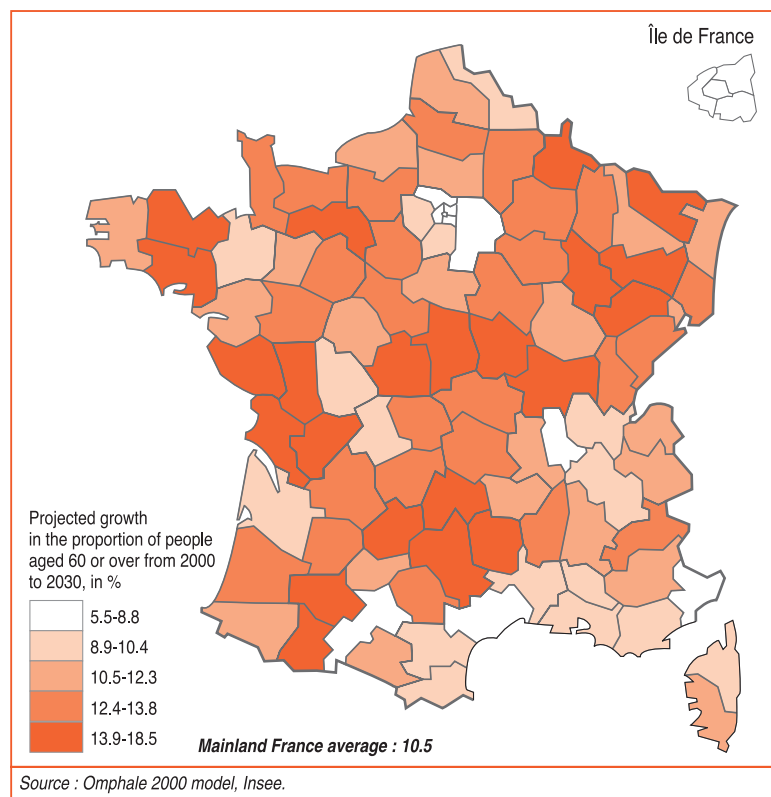 Île de France
Projected growth
in the proportion of people
aged 60 or over from 2000
to 2030, in %
5.5-8.8
8.9-10.4
10.5-12.3
12.4-13.8
13.9-18.5
Mainland France average : 10.5
Source : Omphale 2000 model, Insee.